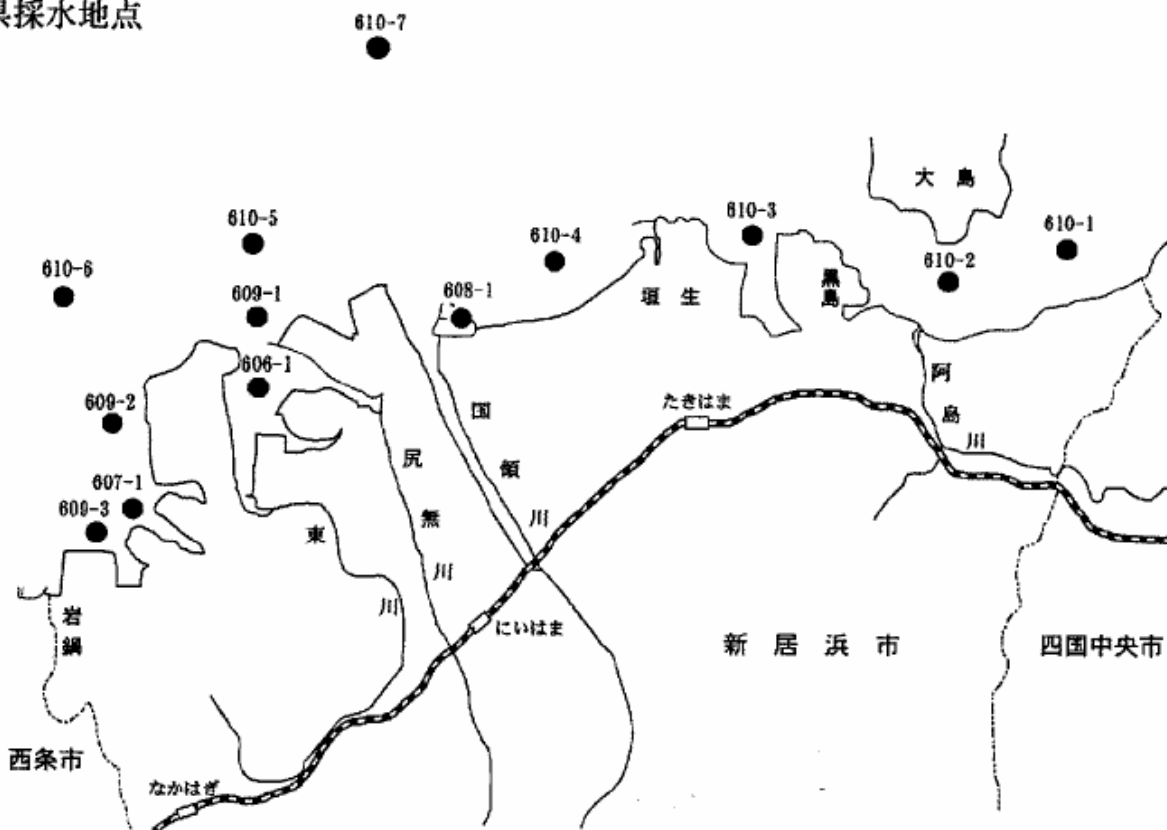 県採水地点
610-7
大島
610-5
610-3
610-1
610-4
610-2
610-6
黒島
609-1
608-1
垣生
606-1
阿島川
609-2
国領川
たきはま
尻無川
607-1
609-3
東川
岩鍋
にいはま
新居浜市
四国中央市
西条市
なかはぎ